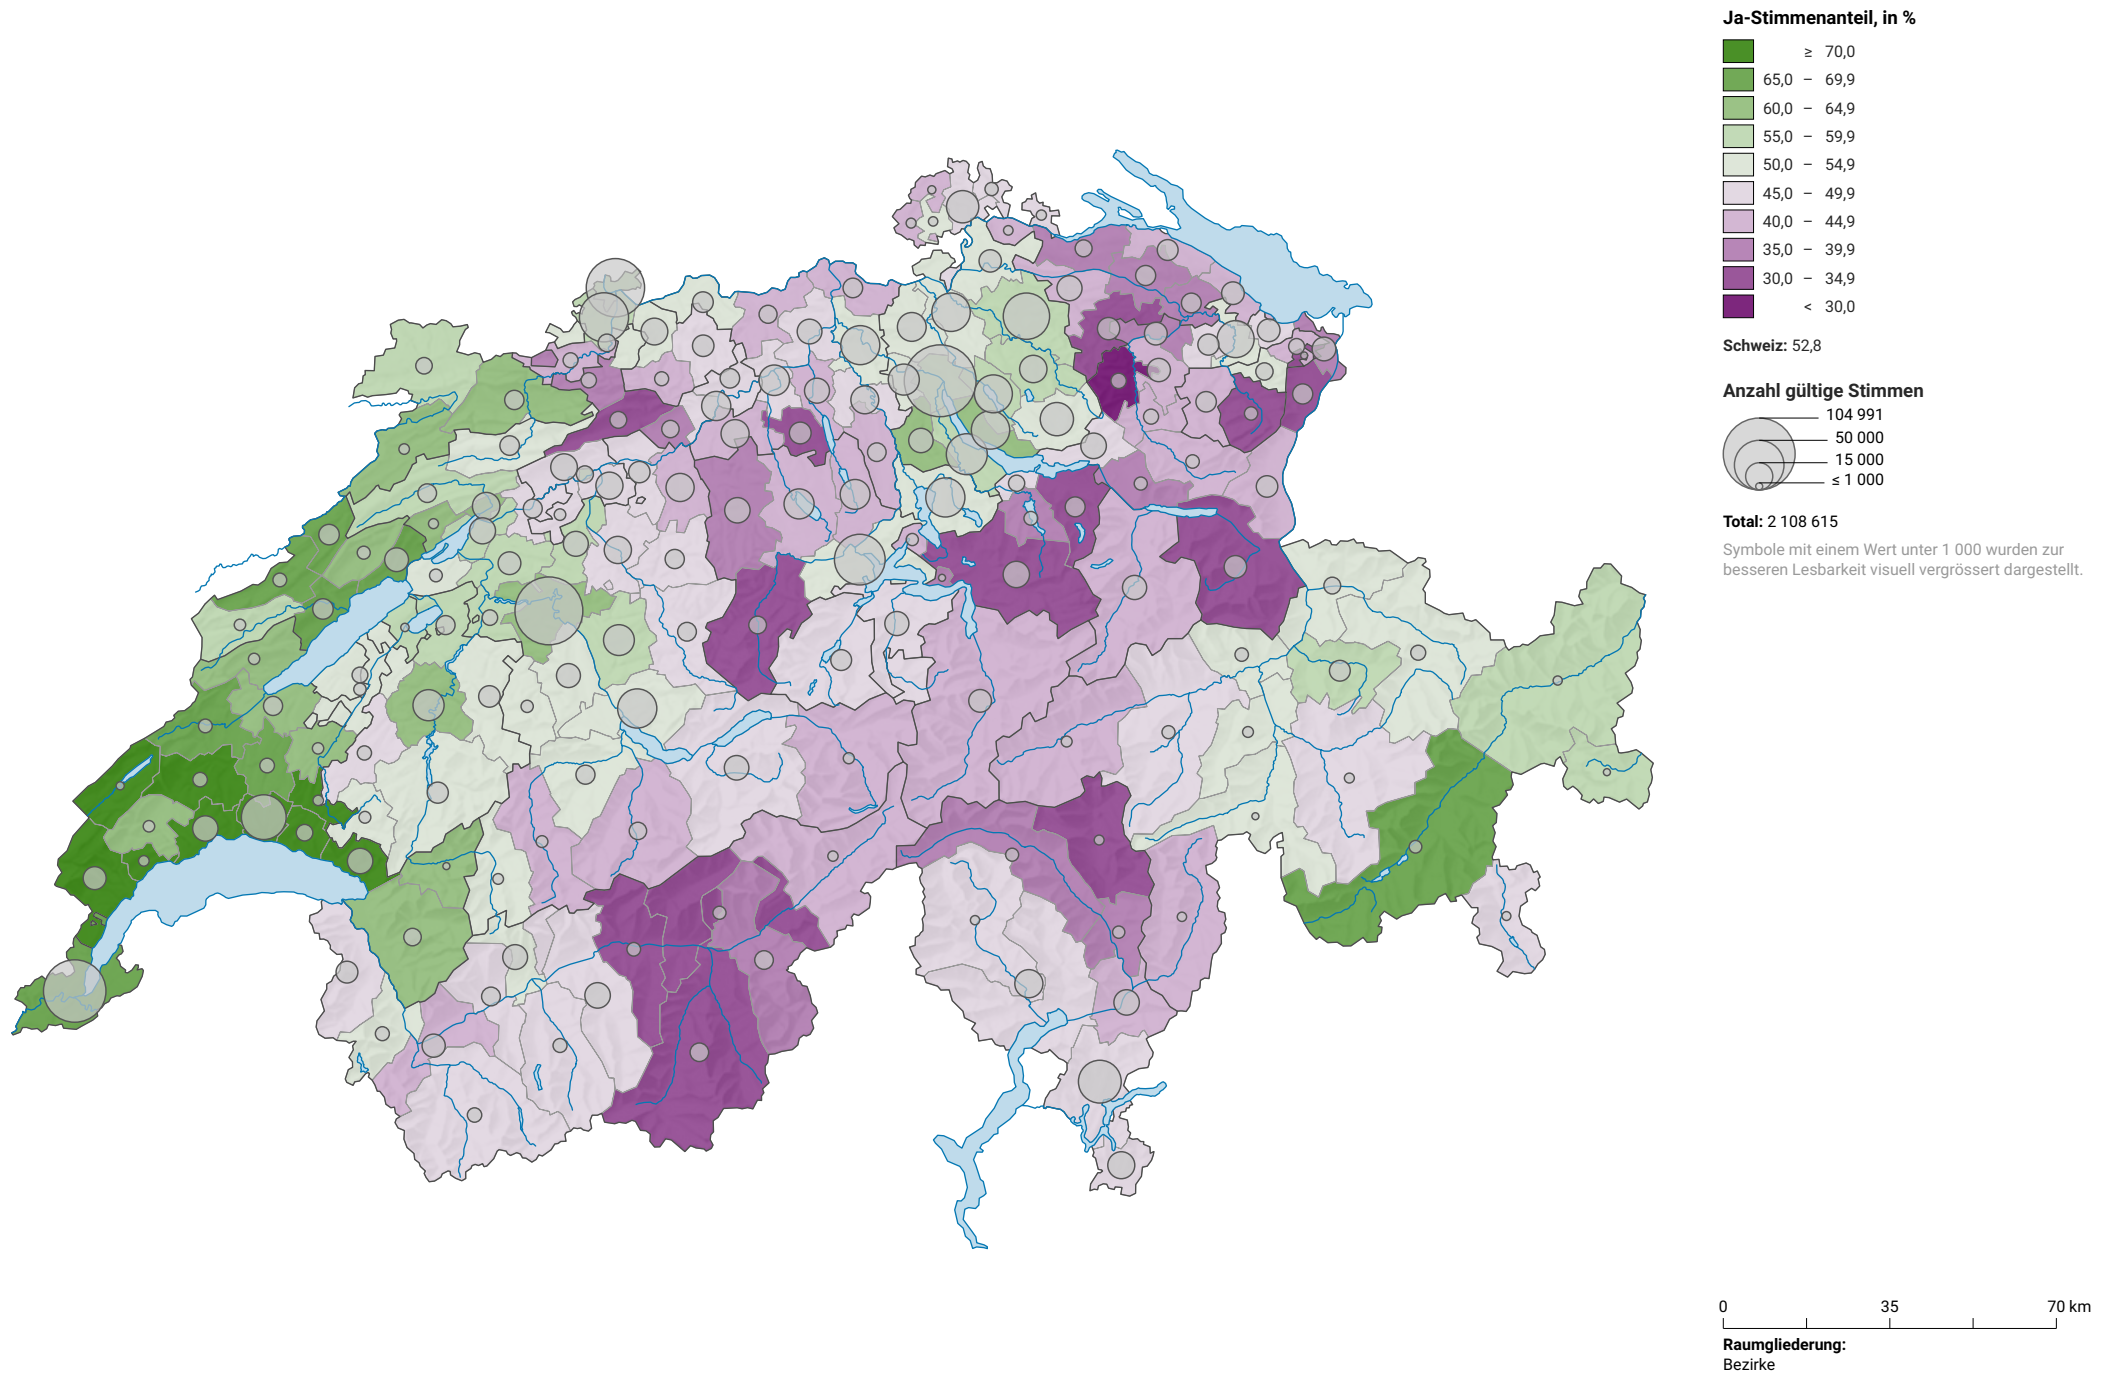 Ja-Stimmenanteil, in %
≥ 70,0
65,0 – 69,9
60,0 – 64,9
55,0 – 59,9
50,0 – 54,9
45,0 – 49,9
40,0 – 44,9
35,0 – 39,9
30,0 – 34,9
< 30,0
Schweiz: 52,8
Anzahl gültige Stimmen
104 991
50 000
15 000
≤ 1 000
Total: 2 108 615
Symbole mit einem Wert unter 1 000 wurden zur
besseren Lesbarkeit visuell vergrössert dargestellt.
0 35 70 km
Raumgliederung:
Bezirke